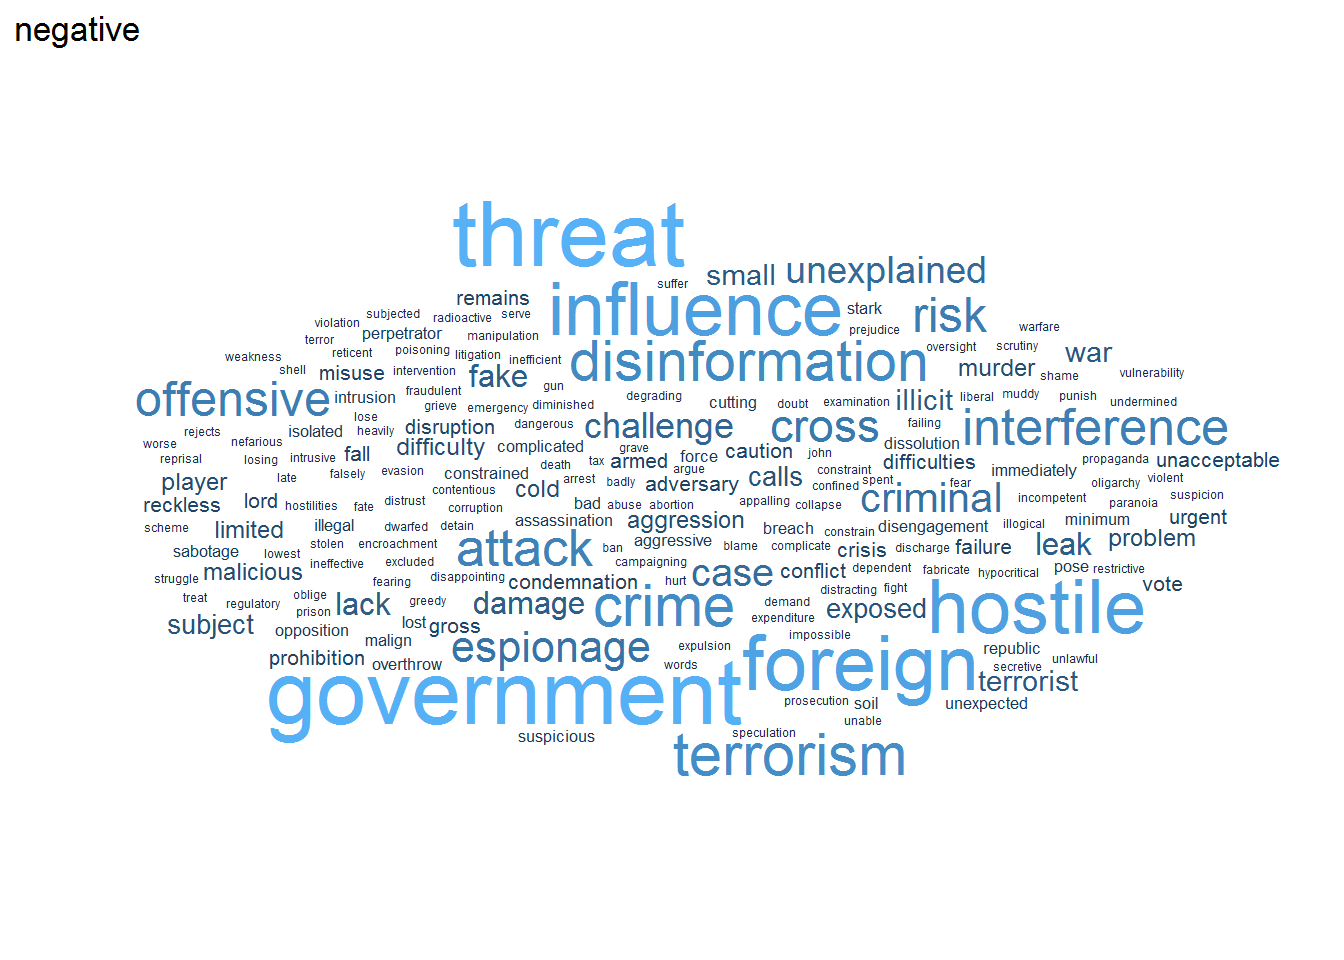 negative
threat
small unexplained
suffer
remains influence stark risk
violation subjected radioactive serve
terror perpetrator manipulation prejudice warfare
weakness reticent poisoning litigation inefficient disinformation oversight scrutiny war
shell misuse intervention fake murder shame vulnerability
offensive intrusion fraudulent gun degrading cutting doubt examination illicit liberal muddy punish undermined
grieve emergency diminished
lose disruption dangerous challenge cross failing interference
rejects isolated heavily
worse nefarious difficulty complicated grave force caution john dissolution
reprisal losing intrusive fall death tax armed argue difficulties immediately propaganda unacceptable
player late falsely evasion constrained arrest badly adversary calls constraint spent fear oligarchy violent
reckless lord hostilities fate distrust contentious corruption cold bad abuse abortion appalling collapse confined criminal incompetent paranoia suspicion
scheme limited illegal dwarfed detain assassination aggression breach constrain disengagement illogical minimum urgent
sabotage lowest stolen encroachment attack ban aggressive blame complicate crisis discharge failure leak problem
struggle malicious ineffective excluded campaigning case conflict dependent fabricate hypocritical pose restrictive
treat fearing disappointing condemnation hurt distracting fight vote
regulatory oblige prison lack greedy damage crime demand expenditure exposed hostile
subject opposition lost gross impossible
malign espionage expulsion republic
prohibition overthrow words foreign secretive unlawful
government terrorist
prosecution soil unexpected
unable
suspicious speculation
terrorism